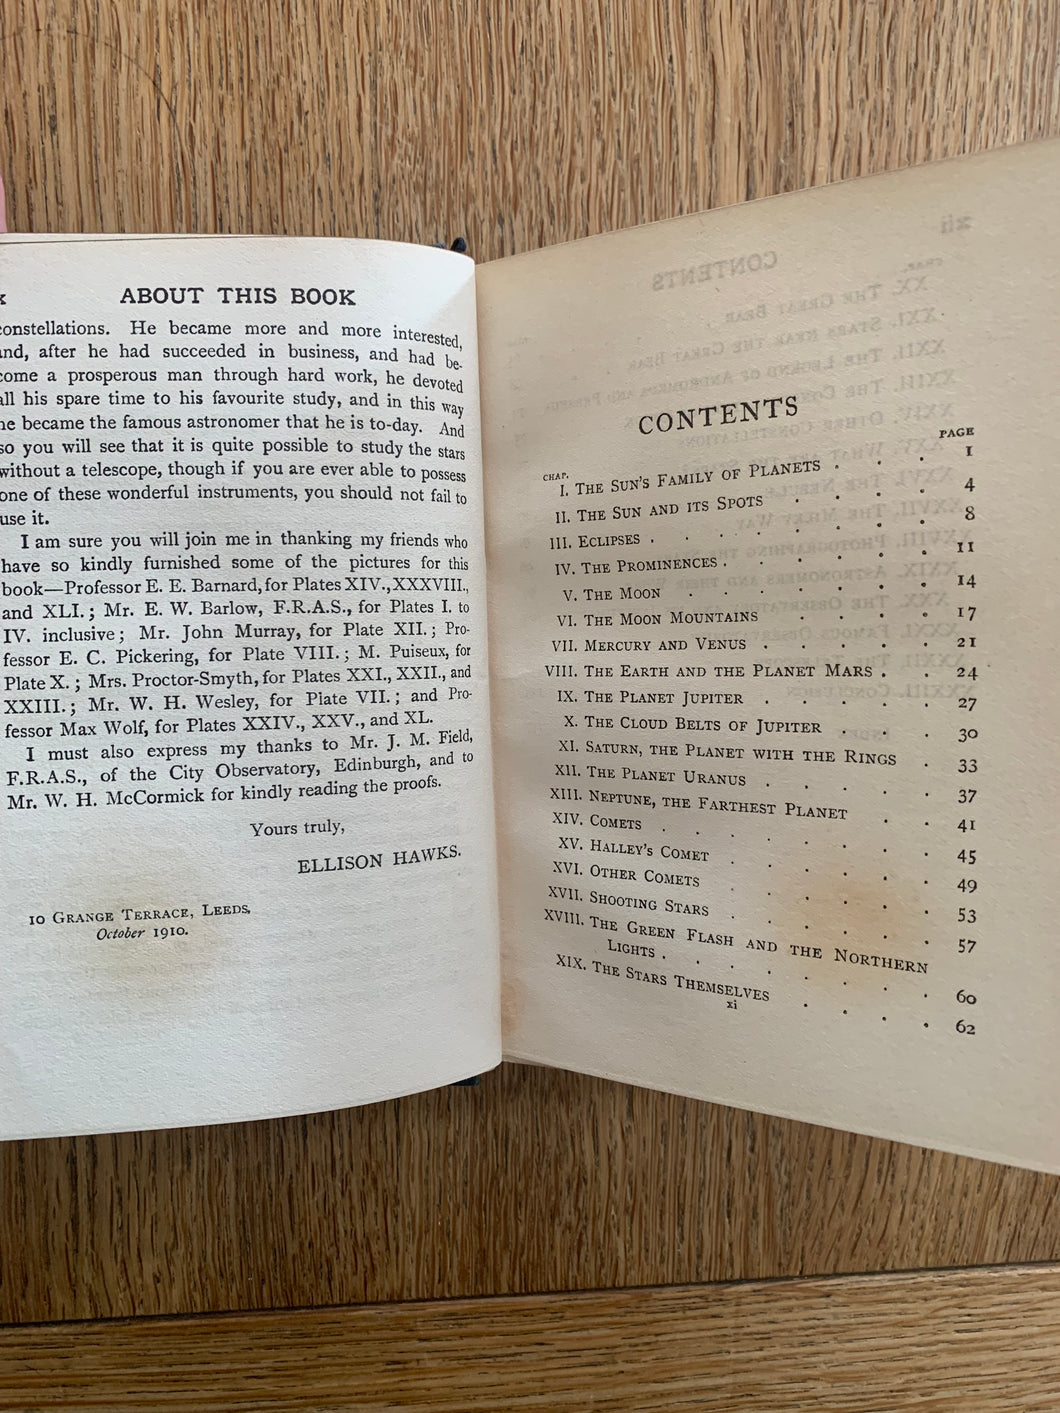 x ABOUT THIS BOOK
constellations. He became more and more interested,
and, after he had succeeded in business, and had be-
come a prosperous man through hard work, he devoted
all his spare time to his favourite study, and in this way
he became the famous astronomer that he is to-day. And
so you will see that it is quite possible to study the stars
without a telescope, though if you are ever able to possess
one of these wonderful instruments, you should not fail to
use it.
I am sure you will join me in thanking my friends who
have so kindly furnished some of the pictures for this
book—Professor E. E. Barnard, for Plates XIV., XXXVIII.,
and XLI.; Mr. E. W. Barlow, F.R.A.S., for Plates I. to
IV. inclusive; Mr. John Murray, for Plate XII.; Pro-
fessor E. C. Pickering, for Plate VIII.; M. Puiseux, for
Plate X.; Mrs. Proctor-Smyth, for Plates XXI., XXII., and
XXIII.; Mr. W. H. Wesley, for Plate VII.; and Pro-
fessor Max Wolf, for Plates XXIV., XXV., and XL.
I must also express my thanks to Mr. J. M. Field,
F.R.A.S., of the City Observatory, Edinburgh, and to
Mr. W. H. McCormick for kindly reading the proofs.
Yours truly,
ELLISON HAWKS.
10 Grange Terrace, Leeds,
October 1910.
CONTENTS
CHAP. PAGE
I. The Sun's Family of Planets . . . 1
II. The Sun and its Spots . . . . 4
III. Eclipses . . . . . . . 8
IV. The Prominences . . . . . 11
V. The Moon . . . . . . . 14
VI. The Moon Mountains . . . . 17
VII. Mercury and Venus . . . . . 21
VIII. The Earth and the Planet Mars . . 24
IX. The Planet Jupiter . . . . . 27
X. The Cloud Belts of Jupiter . . . 30
XI. Saturn, the Planet with the Rings . 33
XII. The Planet Uranus . . . . . 37
XIII. Neptune, the Farthest Planet . . 41
XIV. Comets . . . . . . . 45
XV. Halley's Comet . . . . . . 49
XVI. Other Comets . . . . . . 53
XVII. Shooting Stars . . . . . . 57
XVIII. The Green Flash and the Northern
Lights . . . . . . . . 60
XIX. The Stars Themselves . . . . 62
xi